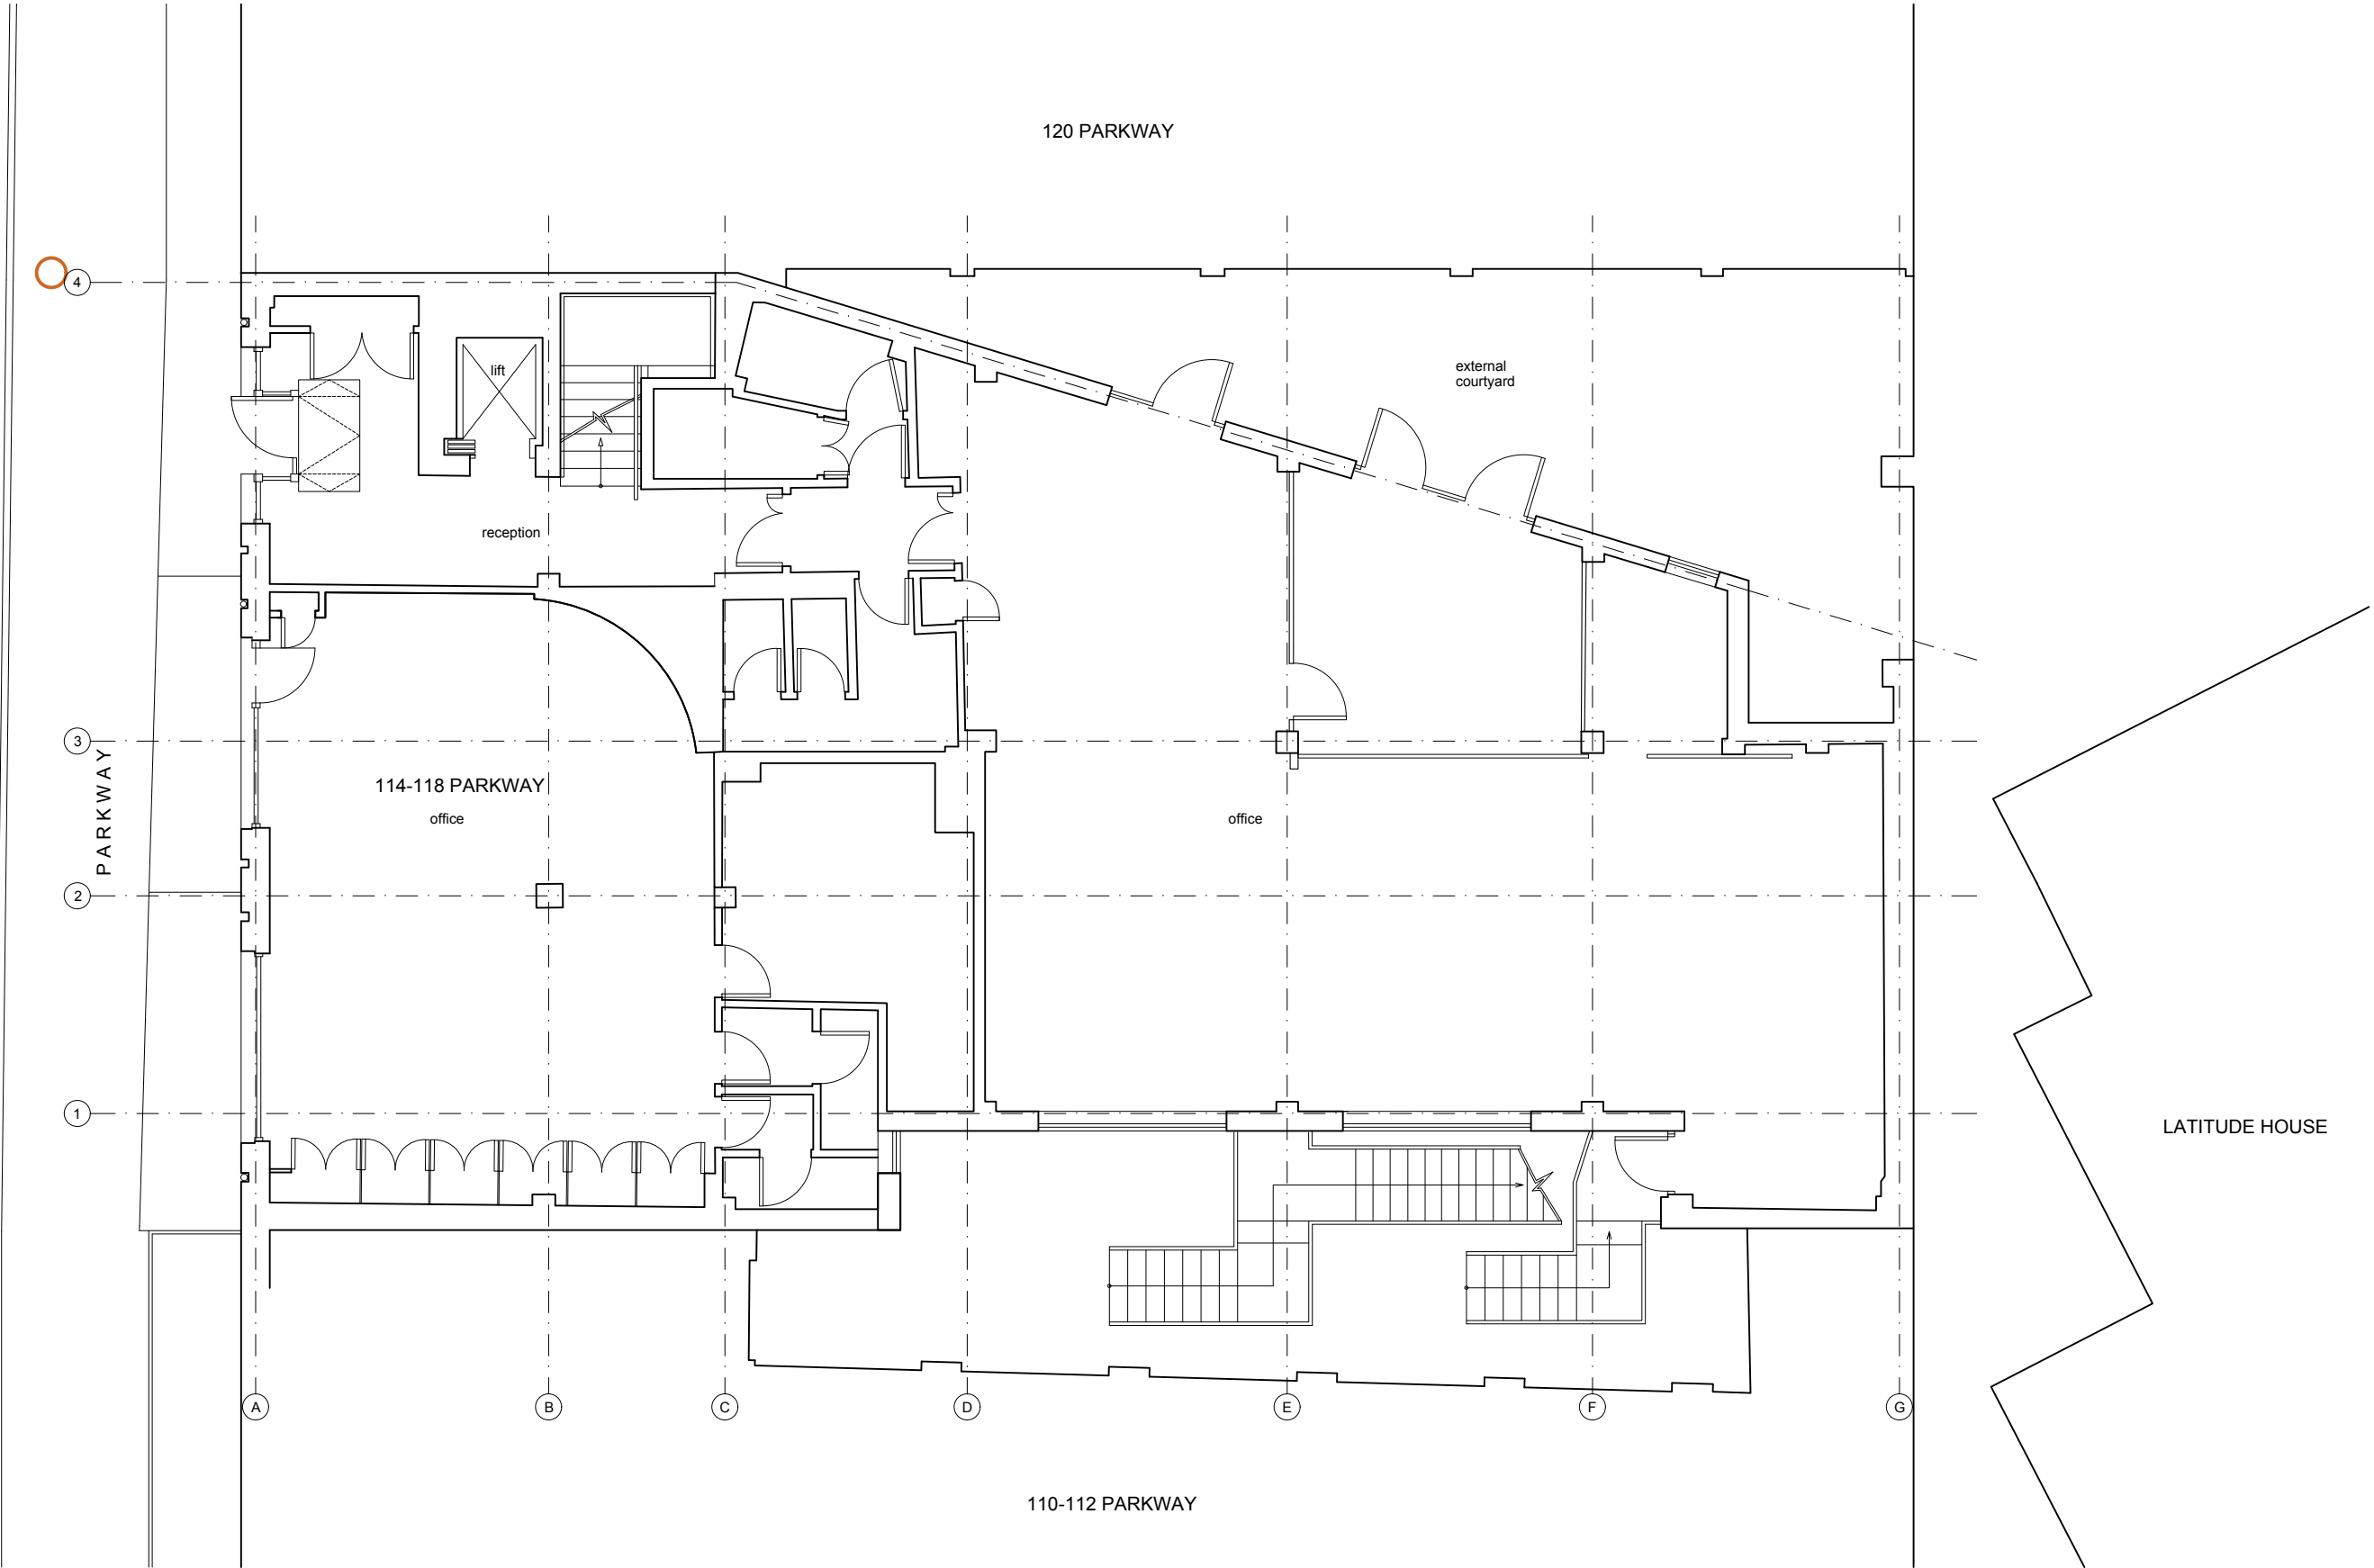 120 PARKWAY
4
lift
external
courtyard
reception
3
PARKWAY
114-118 PARKWAY
office
office
2
1
LATITUDE HOUSE
A
B
C
D
E
F
G
110-112 PARKWAY